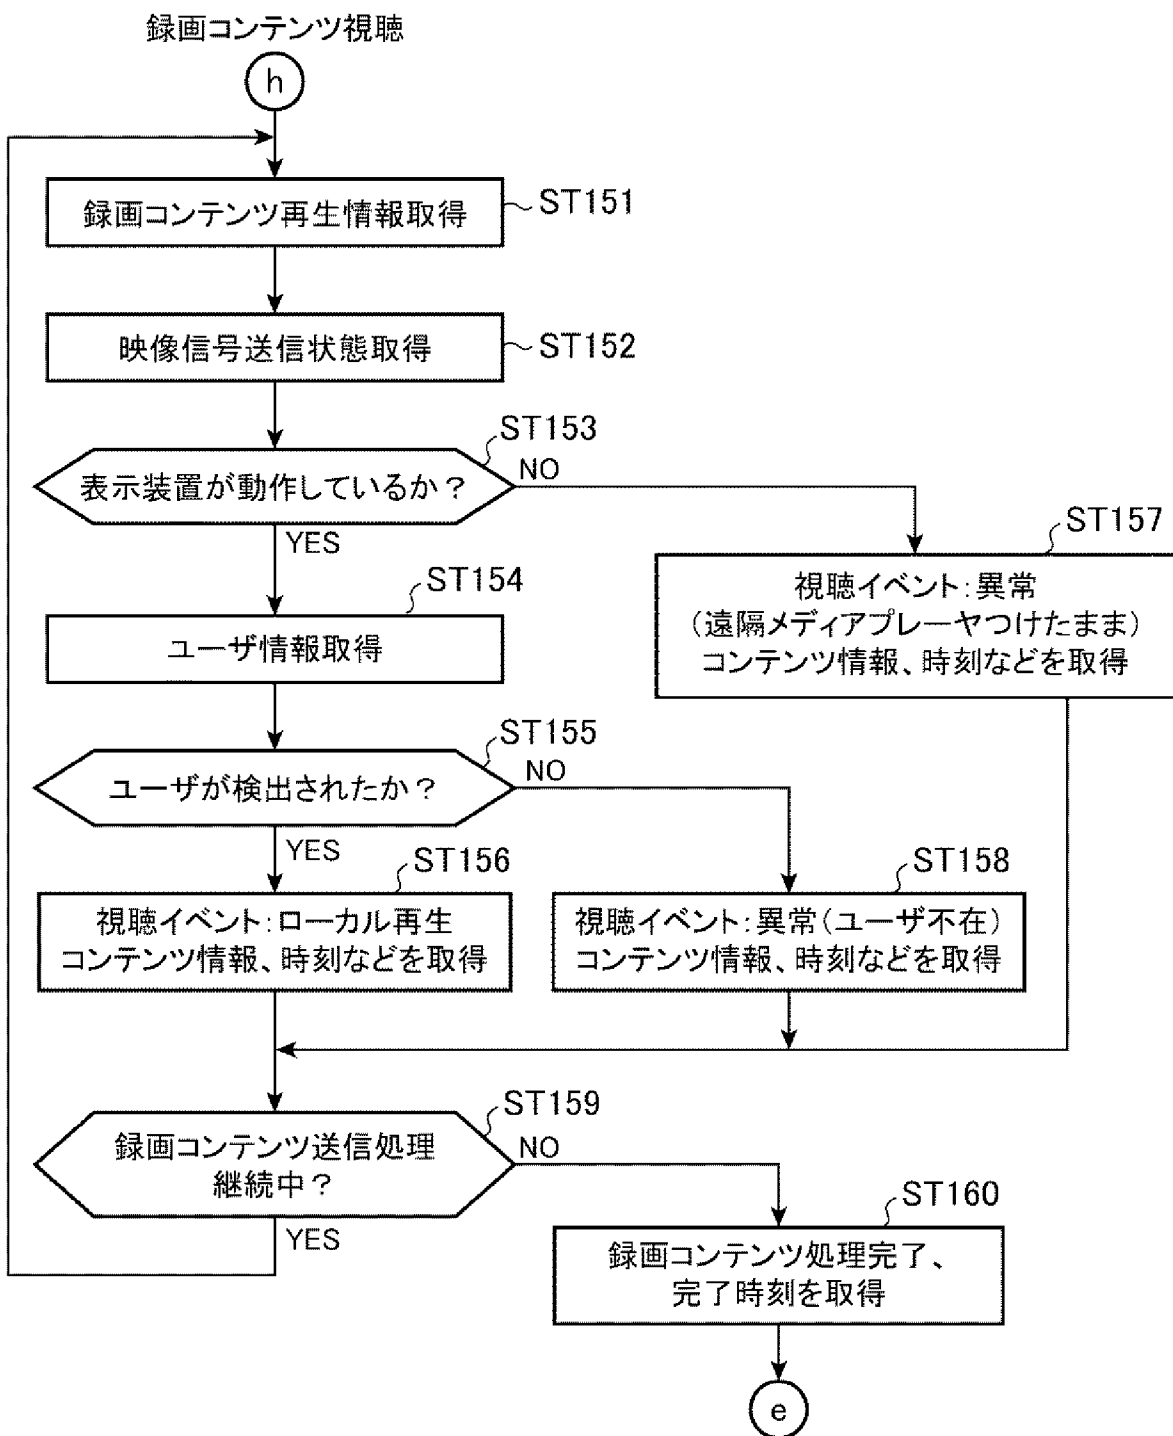 録画コンテンツ視聴
h
録画コンテンツ再生情報取得
ST151
映像信号送信状態取得
ST152
ST153
表示装置が動作しているか？
NO
YES
ST157
視聴イベント：異常
（遠隔メディアプレーヤつけたまま）
コンテンツ情報、時刻などを取得
ST154
ユーザ情報取得
ST155
ユーザが検出されたか？
NO
YES
ST156
視聴イベント：ローカル再生
コンテンツ情報、時刻などを取得
ST158
視聴イベント：異常（ユーザ不在）
コンテンツ情報、時刻などを取得
ST159
録画コンテンツ送信処理
継続中？
NO
YES
ST160
録画コンテンツ処理完了、
完了時刻を取得
e